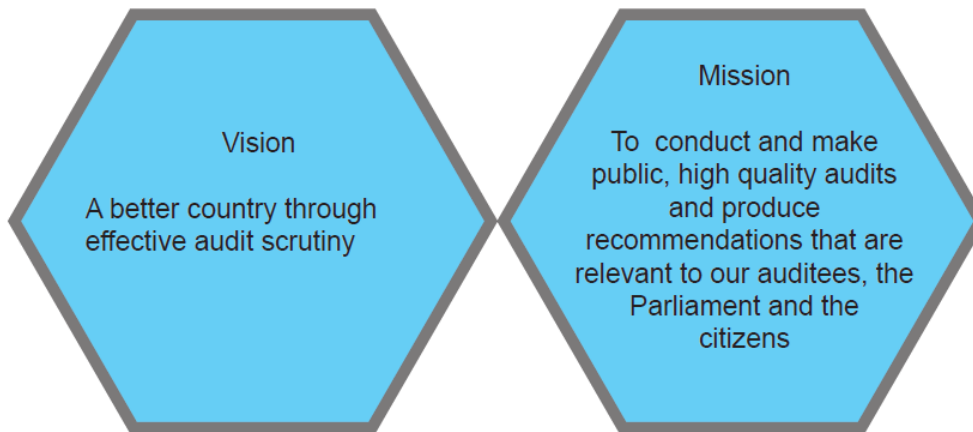 Vision
A better country through
effective audit scrutiny
Mission
To conduct and make
public, high quality audits
and produce
recommendations that are
relevant to our auditees, the
Parliament and the
citizens